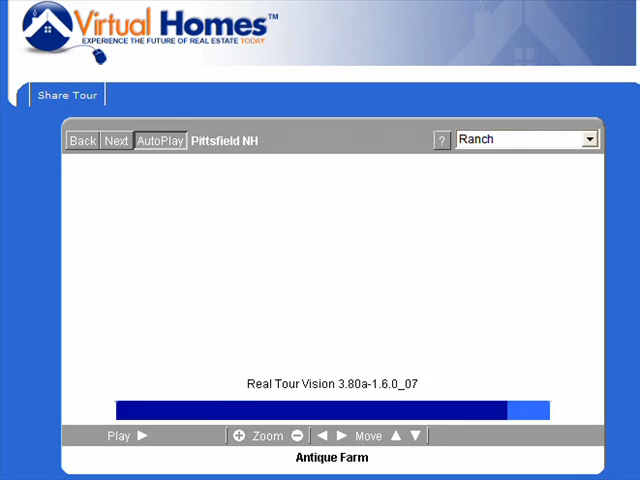 Virtual Homes™
EXPERIENCE THE FUTURE OF REAL ESTATE TODAY
Share Tour
Back Next AutoPlay Pittsfield NH ? Ranch
Real Tour Vision 3.80a-1.6.0_07
Play Zoom Move
Antique Farm